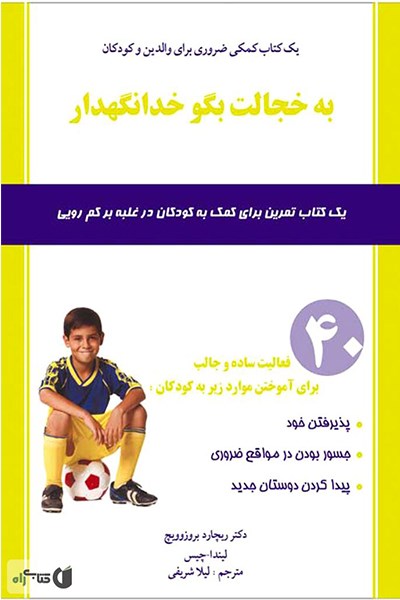 یک کتاب کمکی ضروری برای والدین و کودکان
به خجالت بگو خدانگهدار
یک کتاب تمرین برای کمک به کودکان در غلبه بر کم رویی
۴۰
فعالیت ساده و جالب
برای آموختن موارد زیر به کودکان :
• پذیرفتن خود
• جسور بودن در مواقع ضروری
• پیدا کردن دوستان جدید
دکتر ریچارد بروزوویچ
لیندا-چیس
مترجم : لیلا شریفی
کتابراه